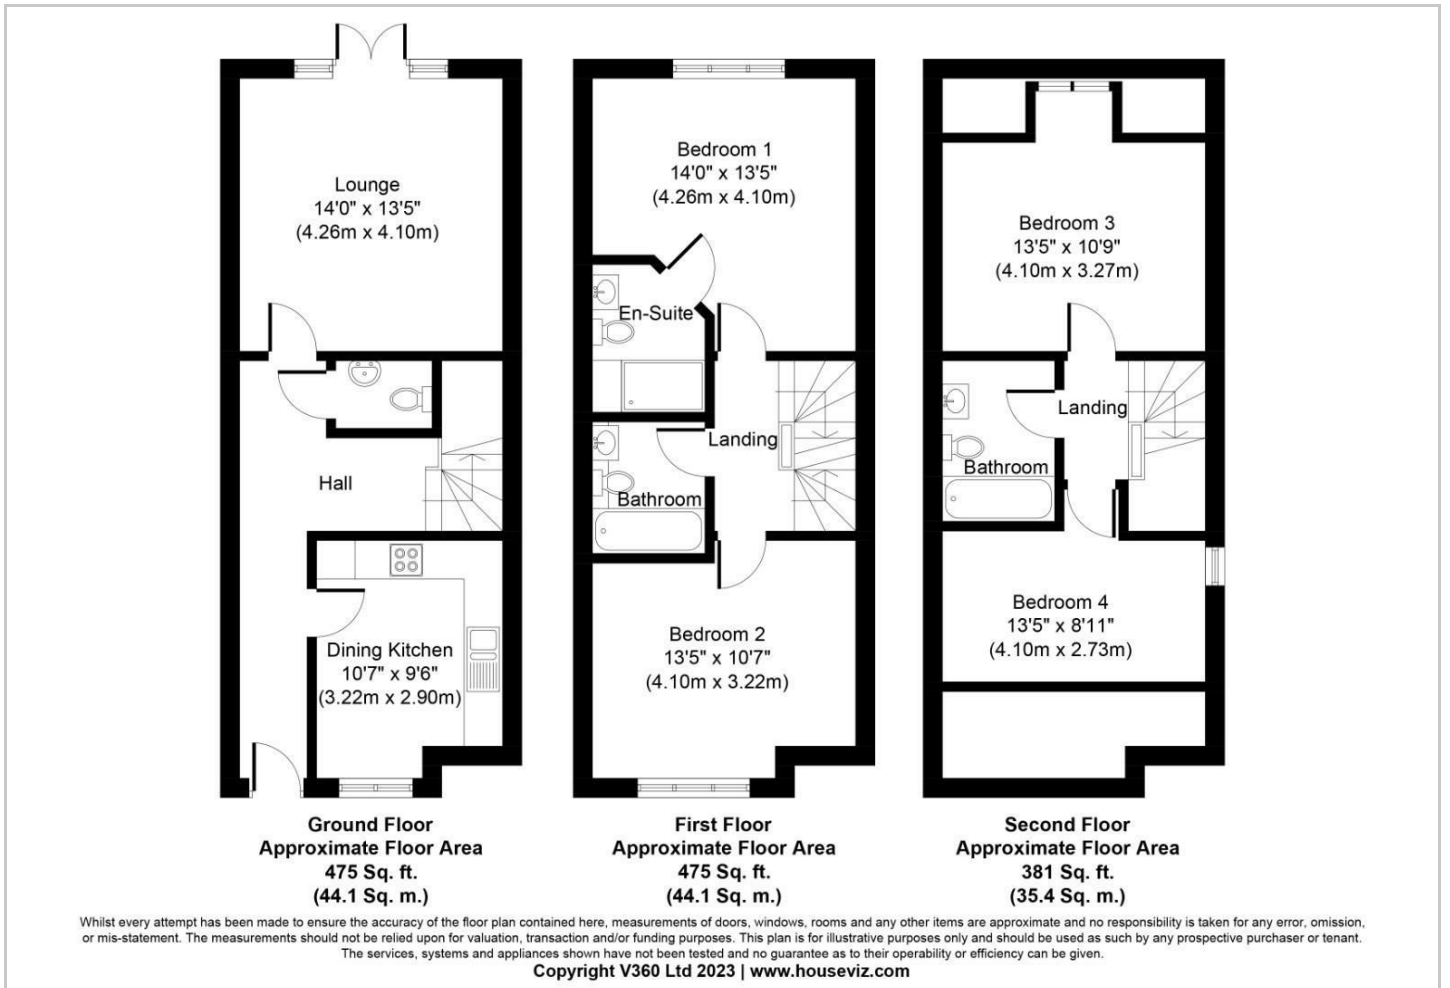 Lounge
14'0" x 13'5"
(4.26m x 4.10m)
Hall
Dining Kitchen
10'7" x 9'6"
(3.22m x 2.90m)
Ground Floor
Approximate Floor Area
475 Sq. ft.
(44.1 Sq. m.)
Bedroom 1
14'0" x 13'5"
(4.26m x 4.10m)
En-Suite
Landing
Bathroom
Bedroom 2
13'5" x 10'7"
(4.10m x 3.22m)
First Floor
Approximate Floor Area
475 Sq. ft.
(44.1 Sq. m.)
Bedroom 3
13'5" x 10'9"
(4.10m x 3.27m)
Landing
Bathroom
Bedroom 4
13'5" x 8'11"
(4.10m x 2.73m)
Second Floor
Approximate Floor Area
381 Sq. ft.
(35.4 Sq. m.)
Whilst every attempt has been made to ensure the accuracy of the floor plan contained here, measurements of doors, windows, rooms and any other items are approximate and no responsibility is taken for any error, omission,
or mis-statement. The measurements should not be relied upon for valuation, transaction and/or funding purposes. This plan is for illustrative purposes only and should be used as such by any prospective purchaser or tenant.
The services, systems and appliances shown have not been tested and no guarantee as to their operability or efficiency can be given.
Copyright V360 Ltd 2023 | www.houseviz.com